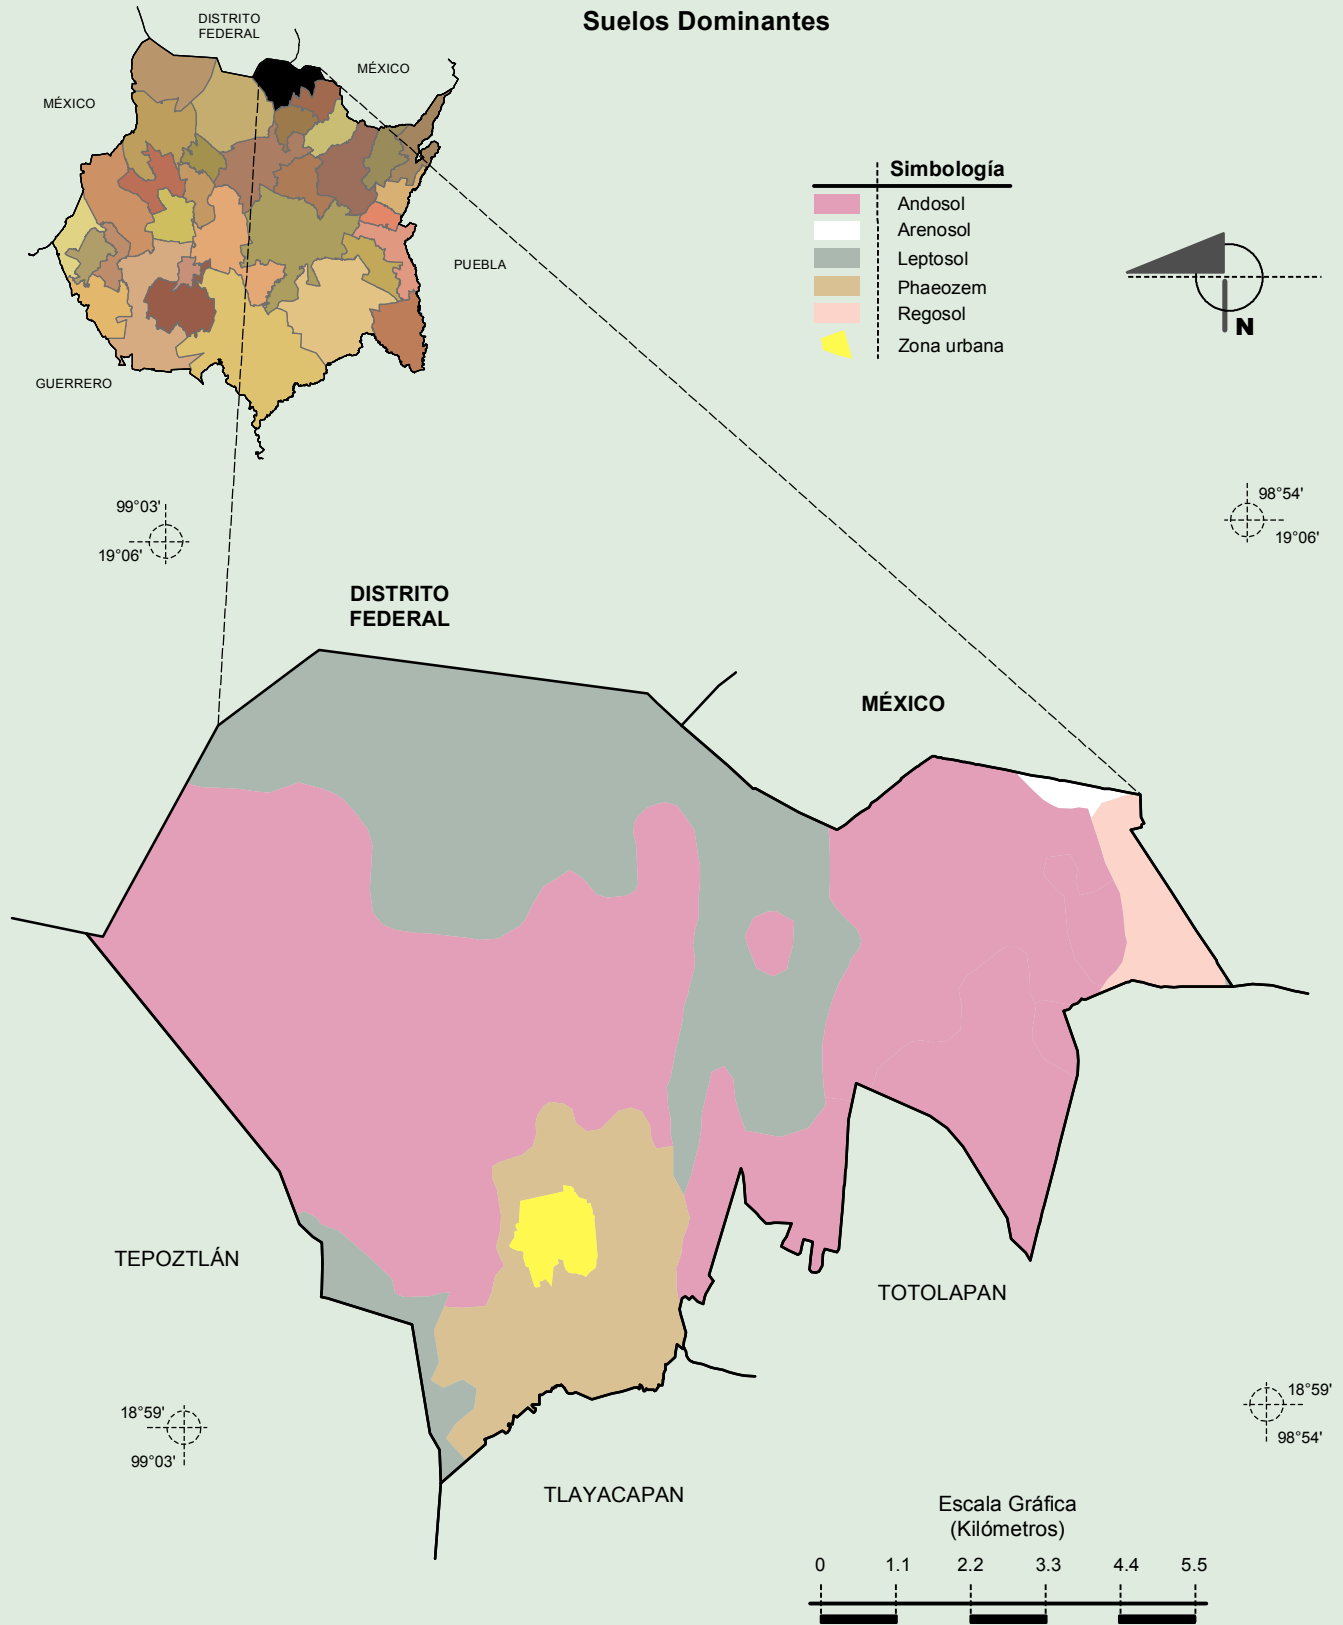 Suelos Dominantes
DISTRITO
FEDERAL
MÉXICO
MÉXICO
PUEBLA
GUERRERO
Simbología
Andosol
Arenosol
Leptosol
Phaeozem
Regosol
Zona urbana
N
99°03'
19°06'
98°54'
19°06'
DISTRITO
FEDERAL
MÉXICO
TEPOZTLÁN
TOTOLAPAN
TLAYACAPAN
18°59'
99°03'
18°59'
98°54'
Escala Gráfica
(Kilómetros)
0 1.1 2.2 3.3 4.4 5.5